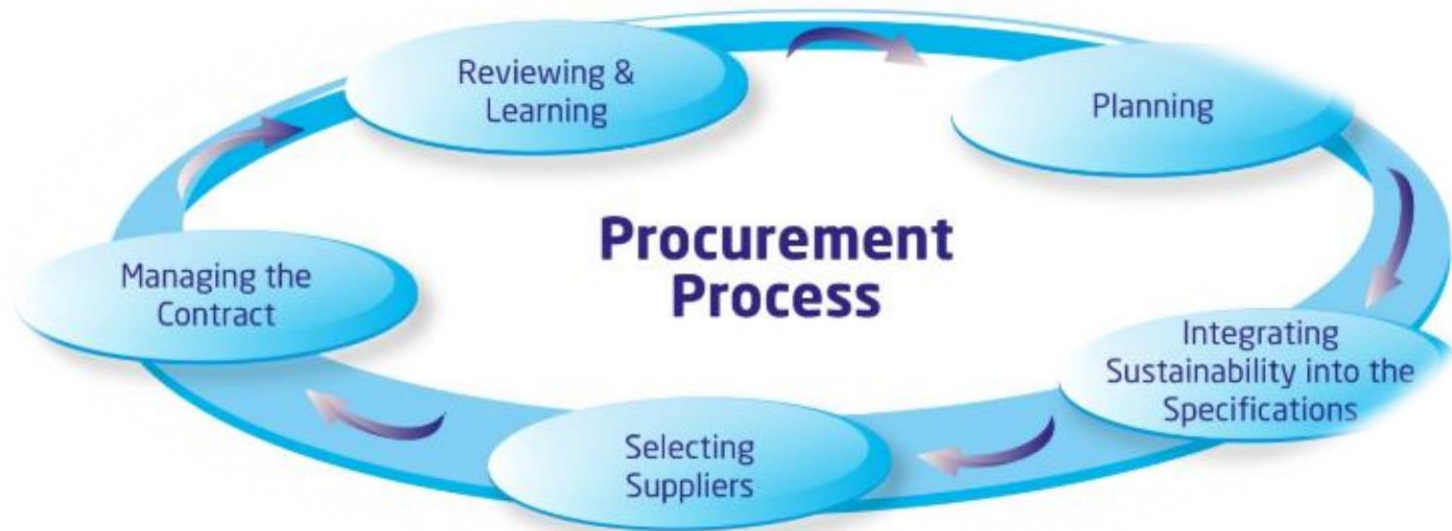 Reviewing &
Learning
Planning
Procurement
Process
Managing the
Contract
Integrating
Sustainability into the
Specifications
Selecting
Suppliers